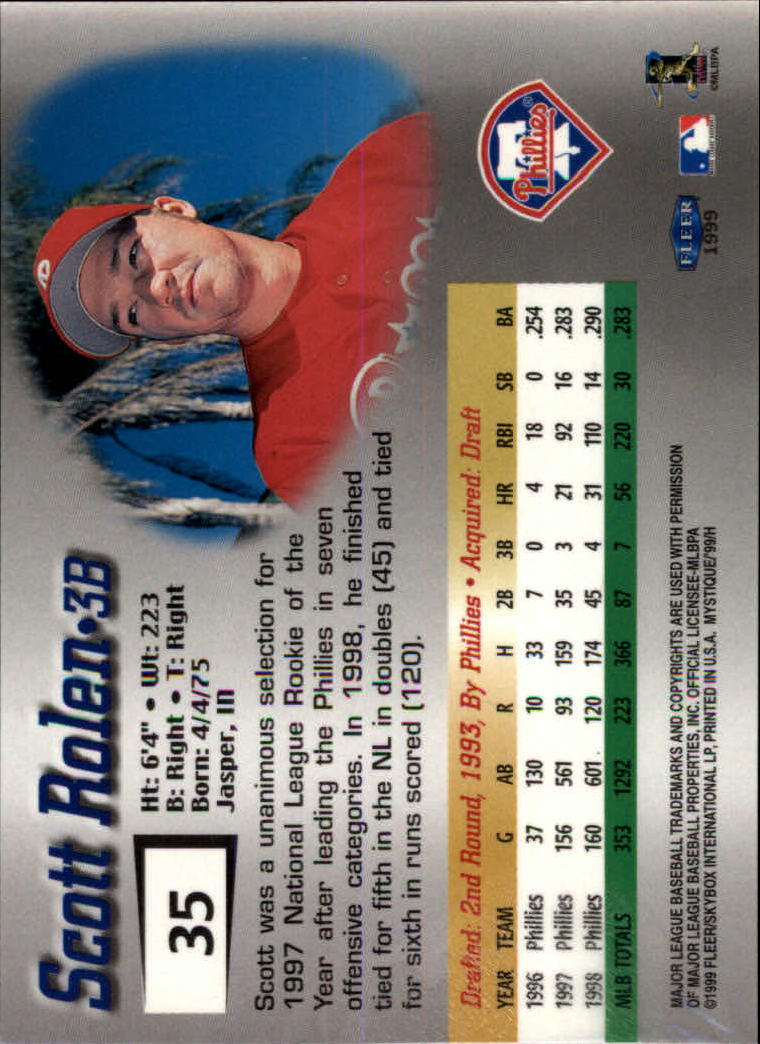 Scott Rolen•3B
35
Ht: 6'4" • Wt: 223
B: Right • T: Right
Born: 4/4/75
Jasper, IN
Scott was a unanimous selection for
1997 National League Rookie of the
Year after leading the Phillies in seven
offensive categories. In 1998, he finished
tied for fifth in the NL in doubles (45) and tied
for sixth in runs scored (120).
Drafted: 2nd Round, 1993, By Phillies • Acquired: Draft
YEAR TEAM G AB R H 2B 3B HR RBI SB BA
1996 Phillies 37 130 10 33 7 0 4 18 0 .254
1997 Phillies 156 561 93 159 35 3 21 92 16 .283
1998 Phillies 160 601 120 174 45 4 31 110 14 .290
MLB TOTALS 353 1292 223 366 87 7 56 220 30 .283
Phillies®
MAJOR LEAGUE BASEBALL TRADEMARKS AND COPYRIGHTS ARE USED WITH PERMISSION
OF MAJOR LEAGUE BASEBALL PROPERTIES, INC. OFFICIAL LICENSEE-MLBPA
©1999 FLEER/SKYBOX INTERNATIONAL LP, PRINTED IN U.S.A. MYSTIQUE/'99/H
FLEER
1999
©MLBPA